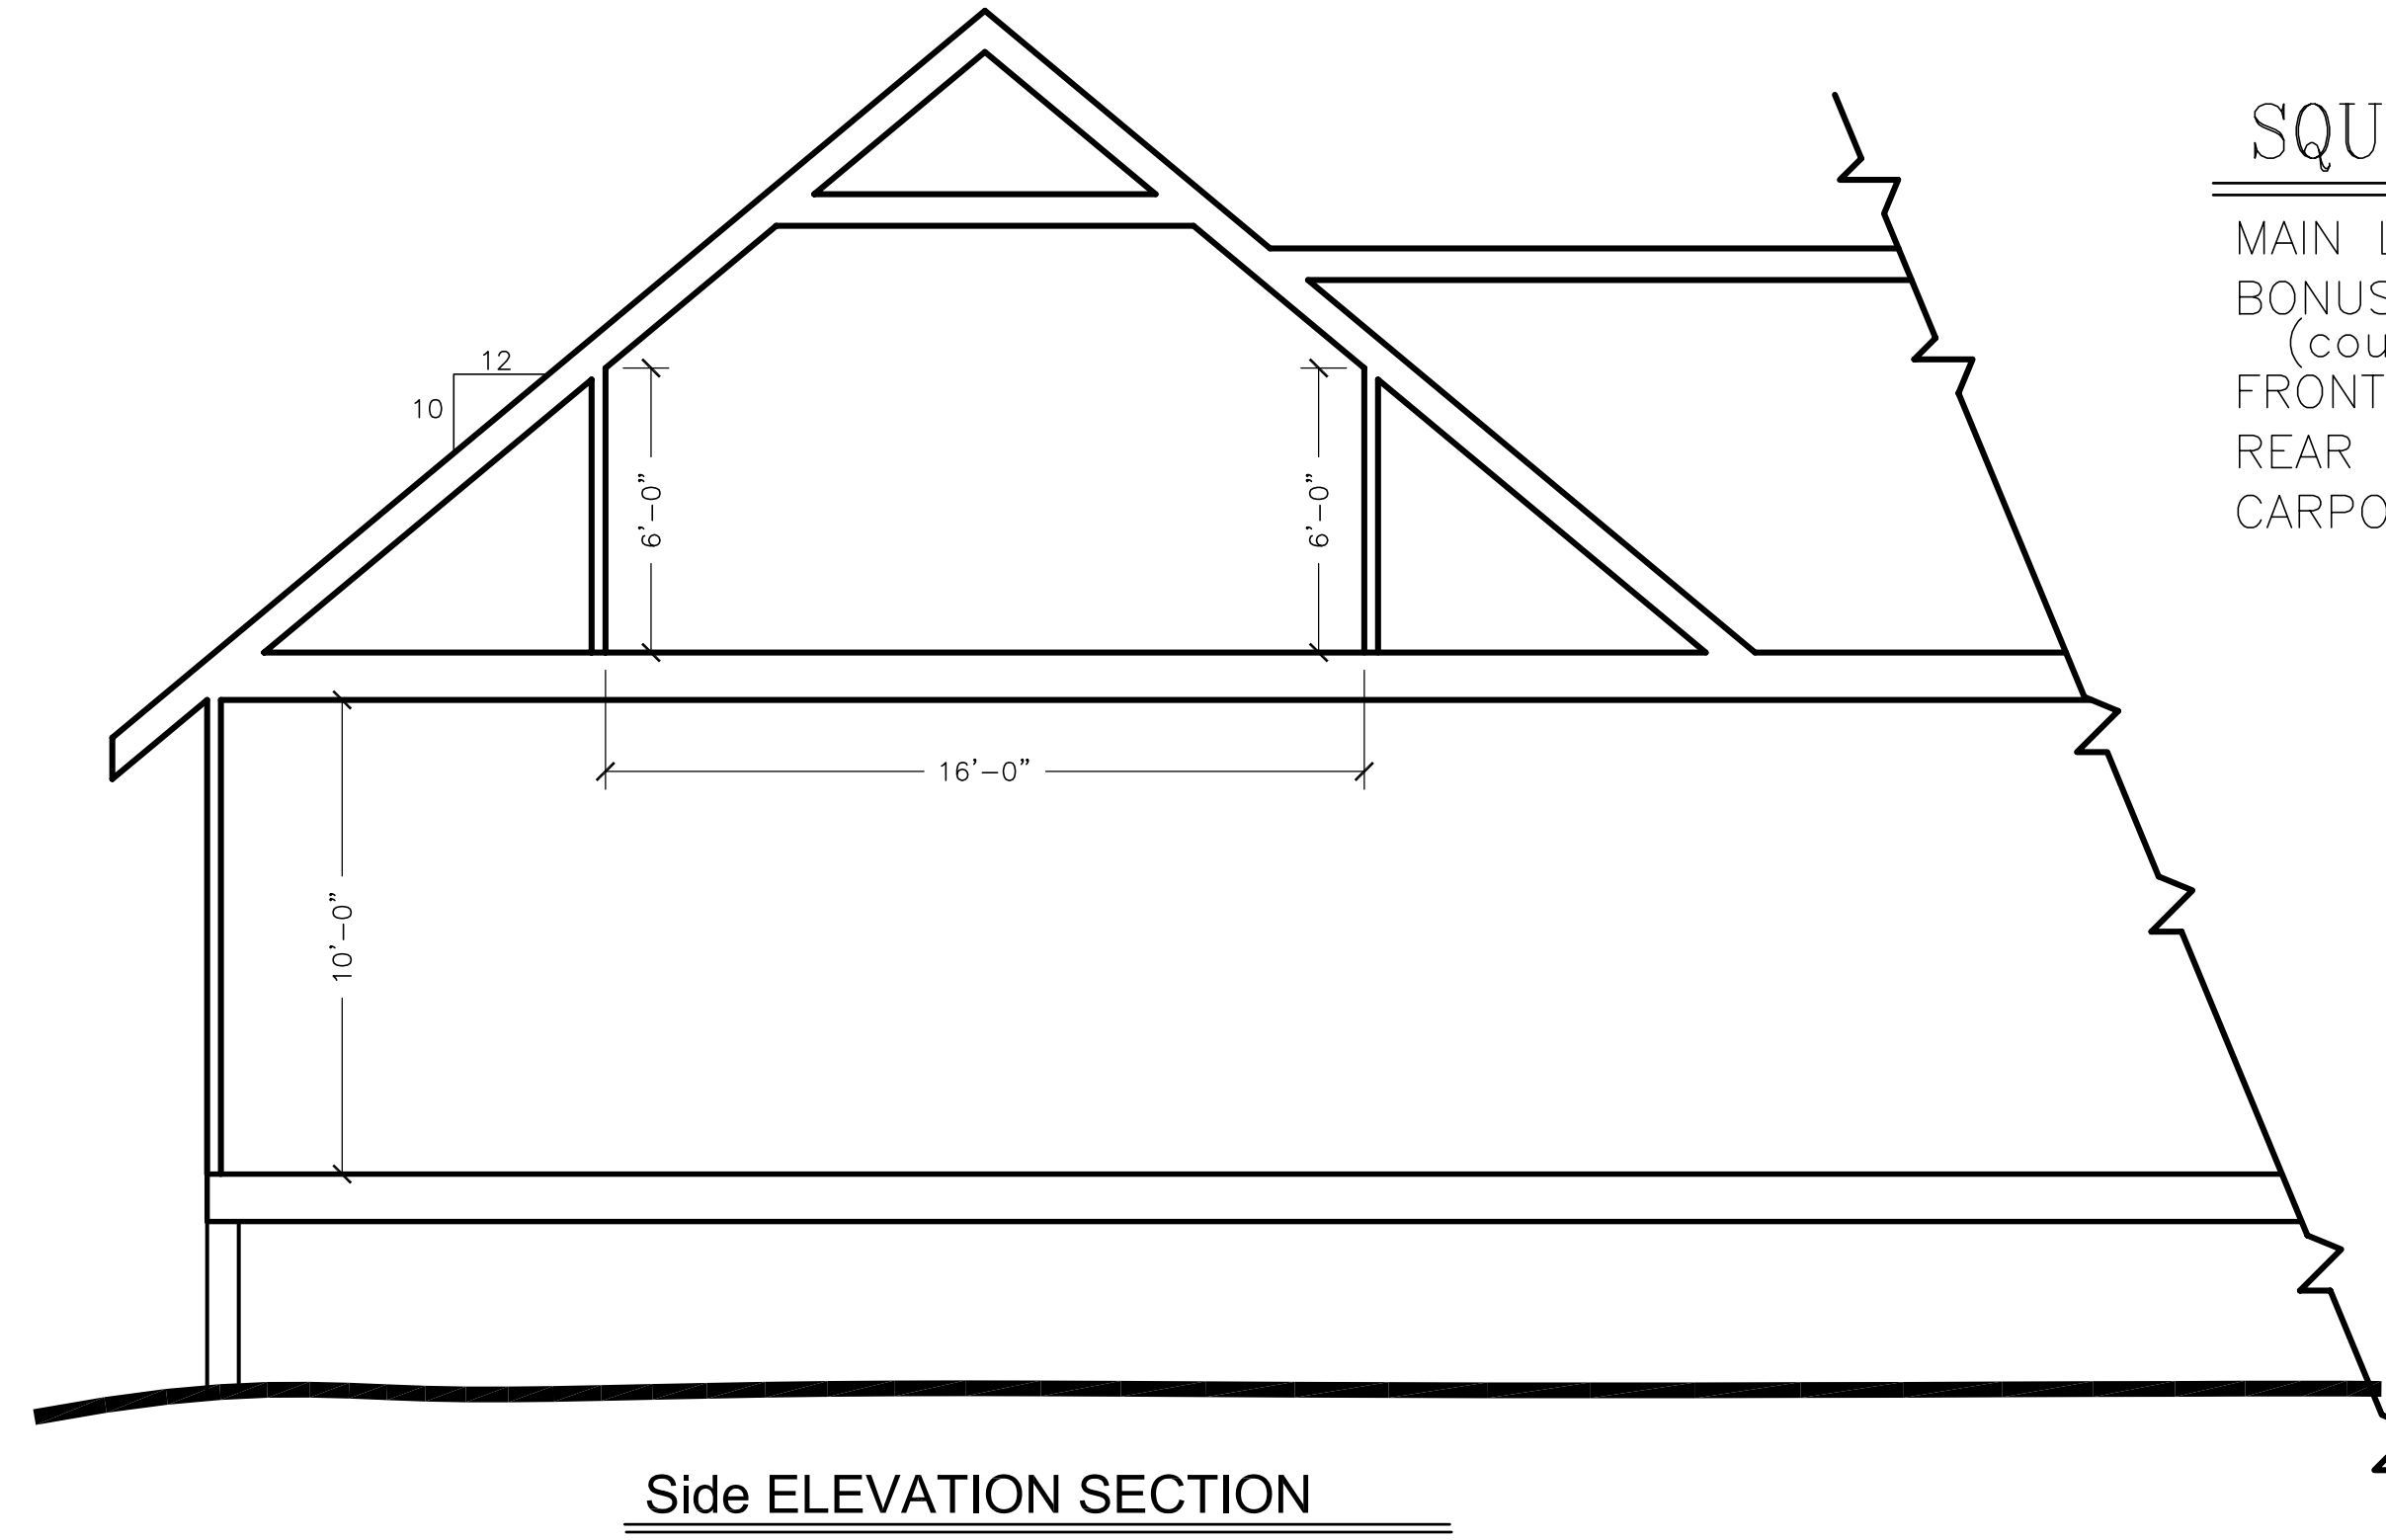 SQU
MAIN L
BONUS
(cou
FRONT
REAR
CARPO
12
10
6'-0"
6'-0"
16'-0"
10'-0"
Side ELEVATION SECTION